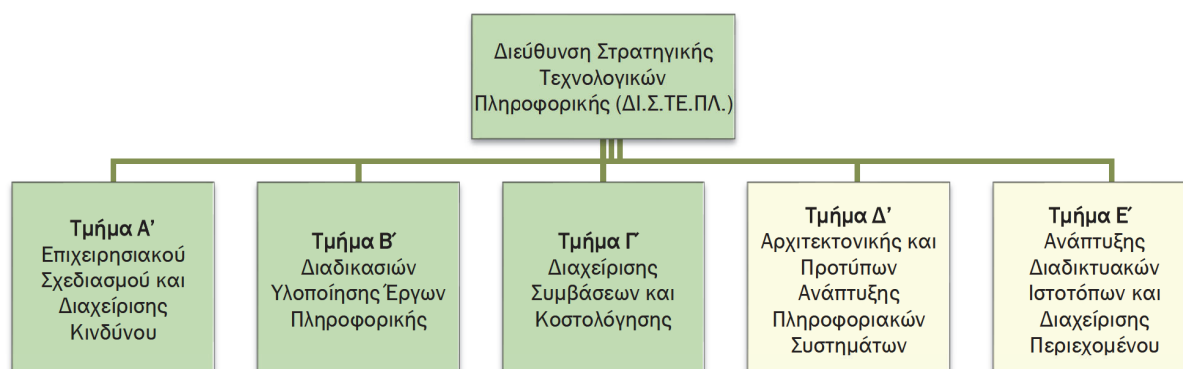 Διεύθυνση Στρατηγικής
Τεχνολογικών
Πληροφορικής (ΔΙ.Σ.ΤΕ.ΠΛ.)
Τμήμα Α’
Επιχειρησιακού
Σχεδιασμού και
Διαχείρισης
Κινδύνου
Τμήμα Β΄
Διαδικασιών
Υλοποίησης Έργων
Πληροφορικής
Τμήμα Γ΄
Διαχείρισης
Συμβάσεων και
Κοστολόγησης
Τμήμα Δ’
Αρχιτεκτονικής και
Προτύπων
Ανάπτυξης
Πληροφοριακών
Συστημάτων
Τμήμα Ε΄
Ανάπτυξης
Διαδικτυακών
Ιστοτόπων και
Διαχείρισης
Περιεχομένου